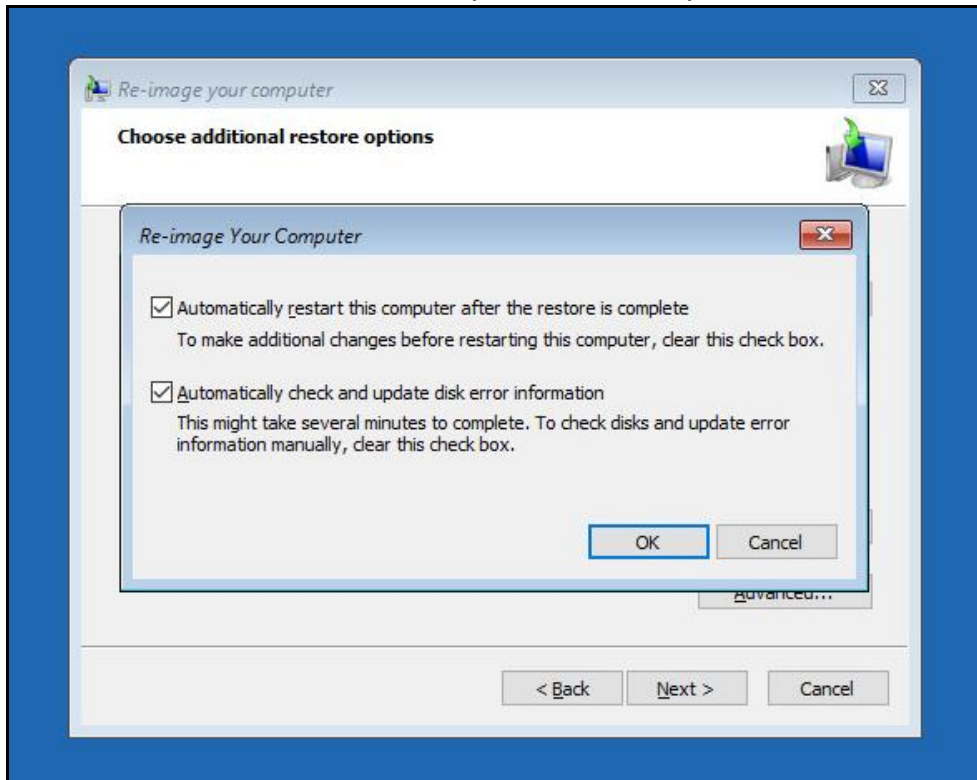 Re-image your computer
Choose additional restore options
Re-image Your Computer
Automatically restart this computer after the restore is complete
To make additional changes before restarting this computer, clear this check box.
Automatically check and update disk error information
This might take several minutes to complete. To check disks and update error
information manually, clear this check box.
OK Cancel
Advanced...
< Back Next > Cancel